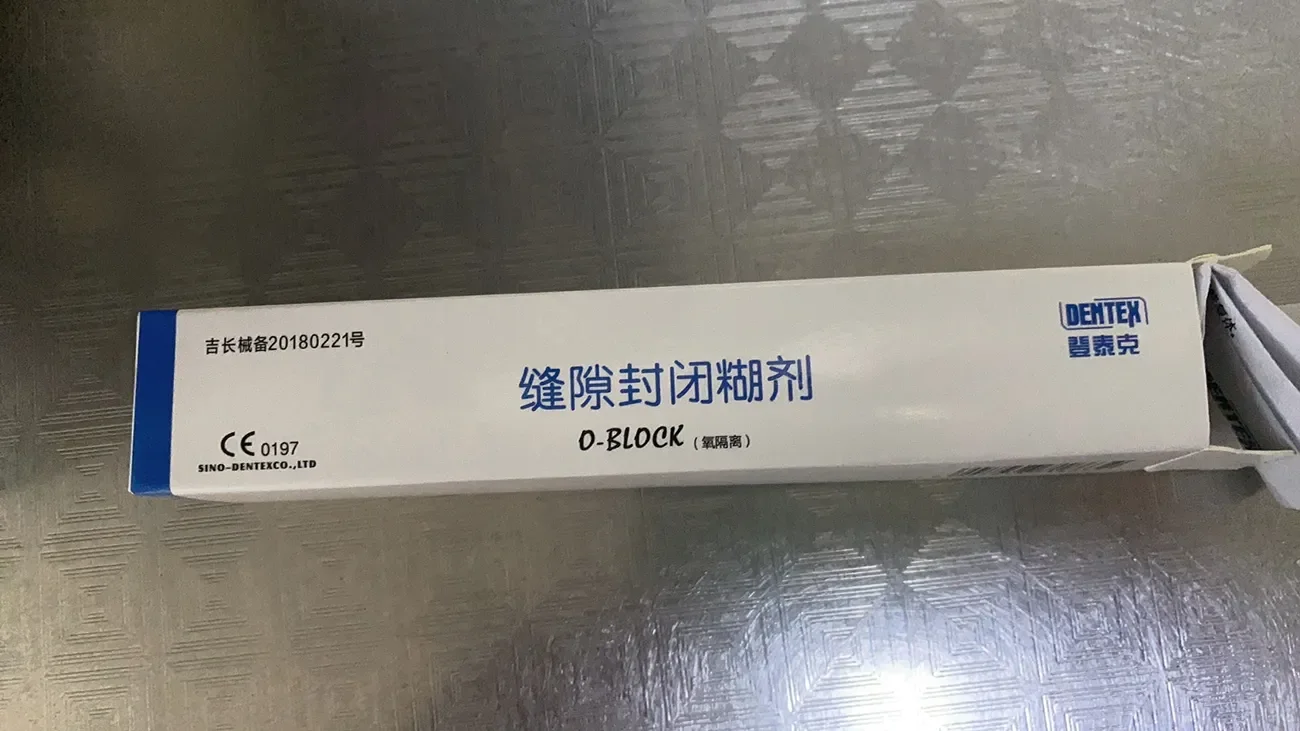 吉长械备20180221号
DENTEX
登泰克
缝隙封闭糊剂
O-BLOCK（氧隔离）
CE 0197
SINO-DENTEXCO.,LTD